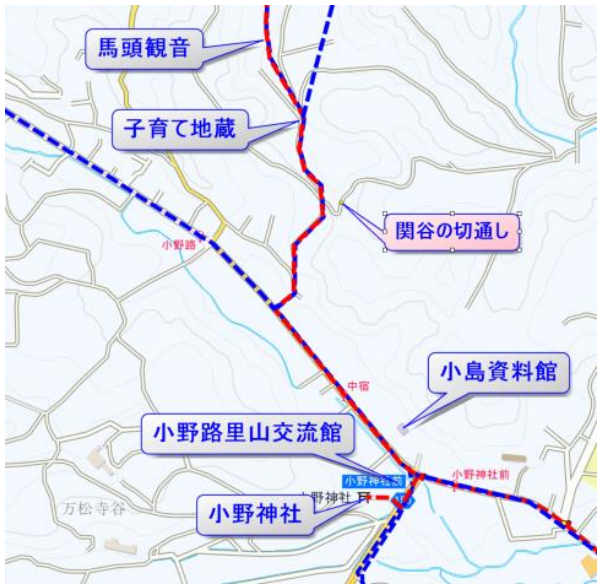 馬頭観音
子育て地蔵
関谷の切通し
小野路
小島資料館
中宿
小野路里山交流館
小野神社前
小野神社前
小野神社
小野神社
万松寺谷